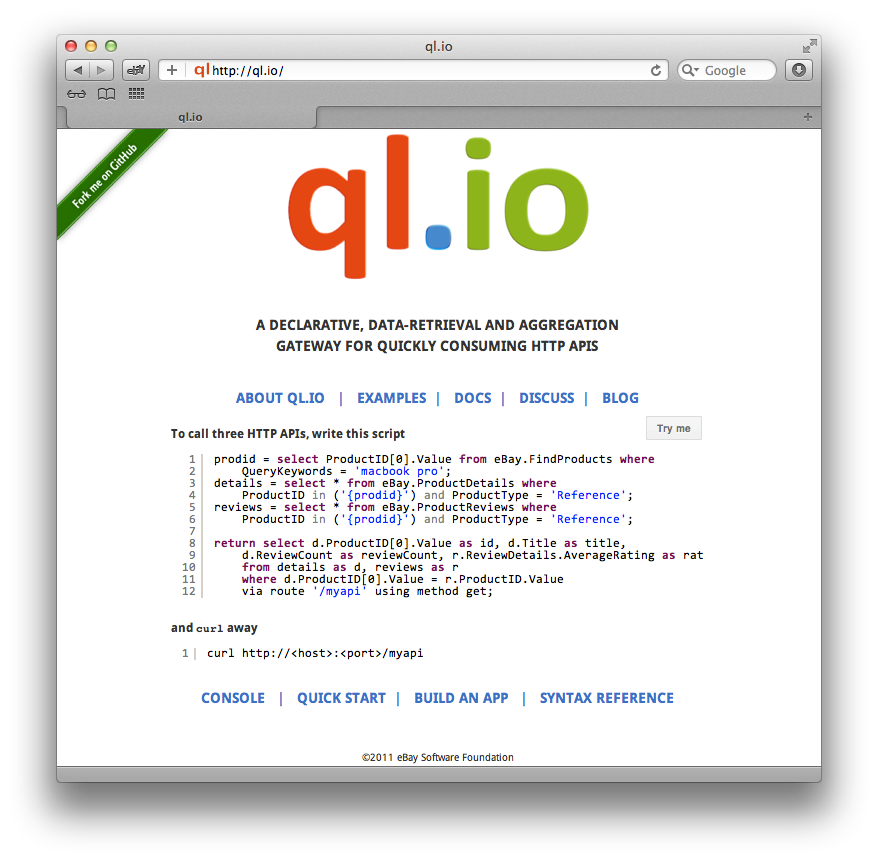 ql.io
ql http://ql.io/
Google
ql.io
Fork me on GitHub
ql.io
A DECLARATIVE, DATA-RETRIEVAL AND AGGREGATION
GATEWAY FOR QUICKLY CONSUMING HTTP APIS
ABOUT QL.IO | EXAMPLES | DOCS | DISCUSS | BLOG
Try me
To call three HTTP APIs, write this script
1 prodid = select ProductID[0].Value from eBay.FindProducts where
2 QueryKeywords = 'macbook pro';
3 details = select * from eBay.ProductDetails where
4 ProductID in ('{prodid}') and ProductType = 'Reference';
5 reviews = select * from eBay.ProductReviews where
6 ProductID in ('{prodid}') and ProductType = 'Reference';
7
8 return select d.ProductID[0].Value as id, d.Title as title,
9 d.ReviewCount as reviewCount, r.ReviewDetails.AverageRating as rat
10 from details as d, reviews as r
11 where d.ProductID[0].Value = r.ProductID.Value
12 via route '/myapi' using method get;
and curl away
1 curl http://<host>:<port>/myapi
CONSOLE | QUICK START | BUILD AN APP | SYNTAX REFERENCE
©2011 eBay Software Foundation